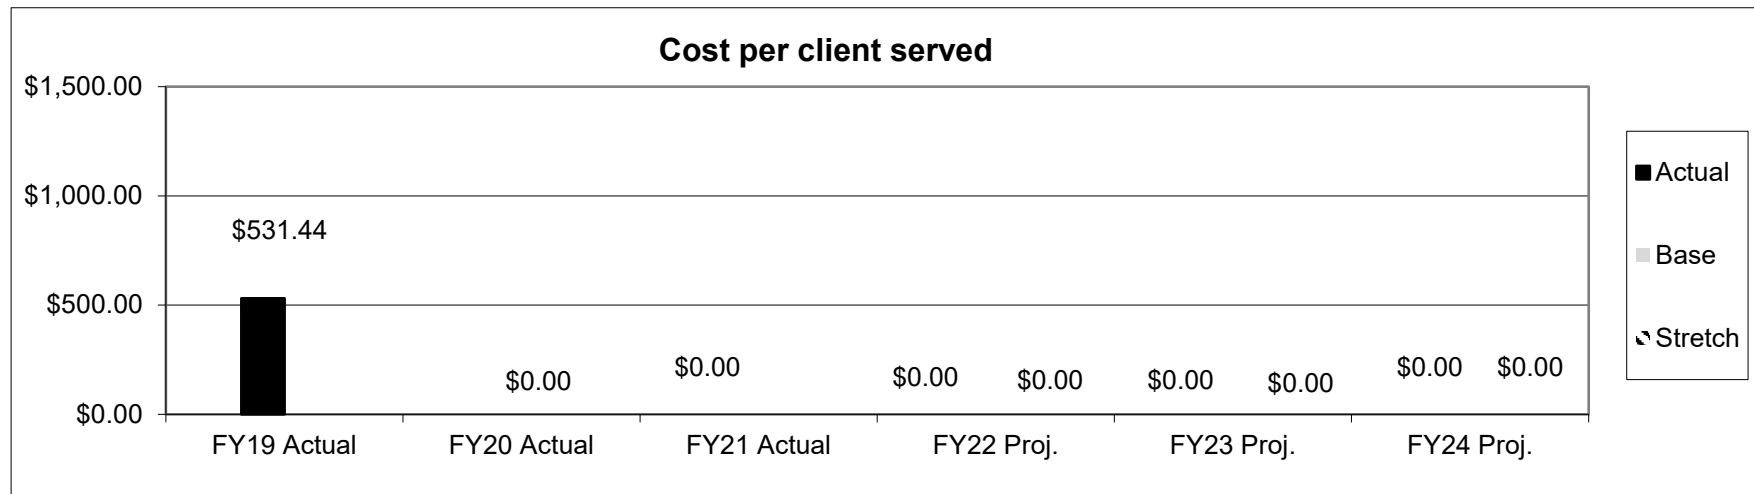 Cost per client served
$1,500.00
$1,000.00
$500.00
$0.00
$531.44
$0.00
$0.00
$0.00
$0.00
$0.00
$0.00
$0.00
$0.00
FY19 Actual
FY20 Actual
FY21 Actual
FY22 Proj.
FY23 Proj.
FY24 Proj.
Actual
Base
Stretch